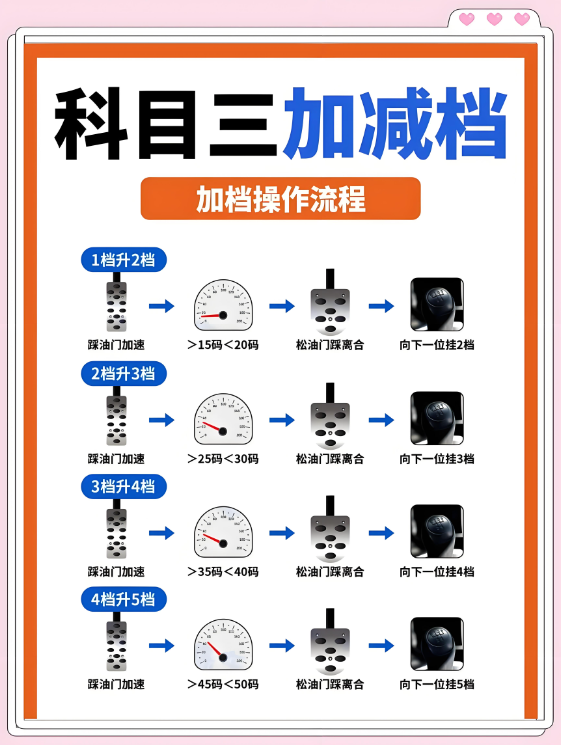 科目三加减档
加档操作流程
1档升2档
踩油门加速
>15码<20码
松油门踩离合
向下一位挂2档
2档升3档
踩油门加速
>25码<30码
松油门踩离合
向下一位挂3档
3档升4档
踩油门加速
>35码<40码
松油门踩离合
向下一位挂4档
4档升5档
踩油门加速
>45码<50码
松油门踩离合
向下一位挂5档